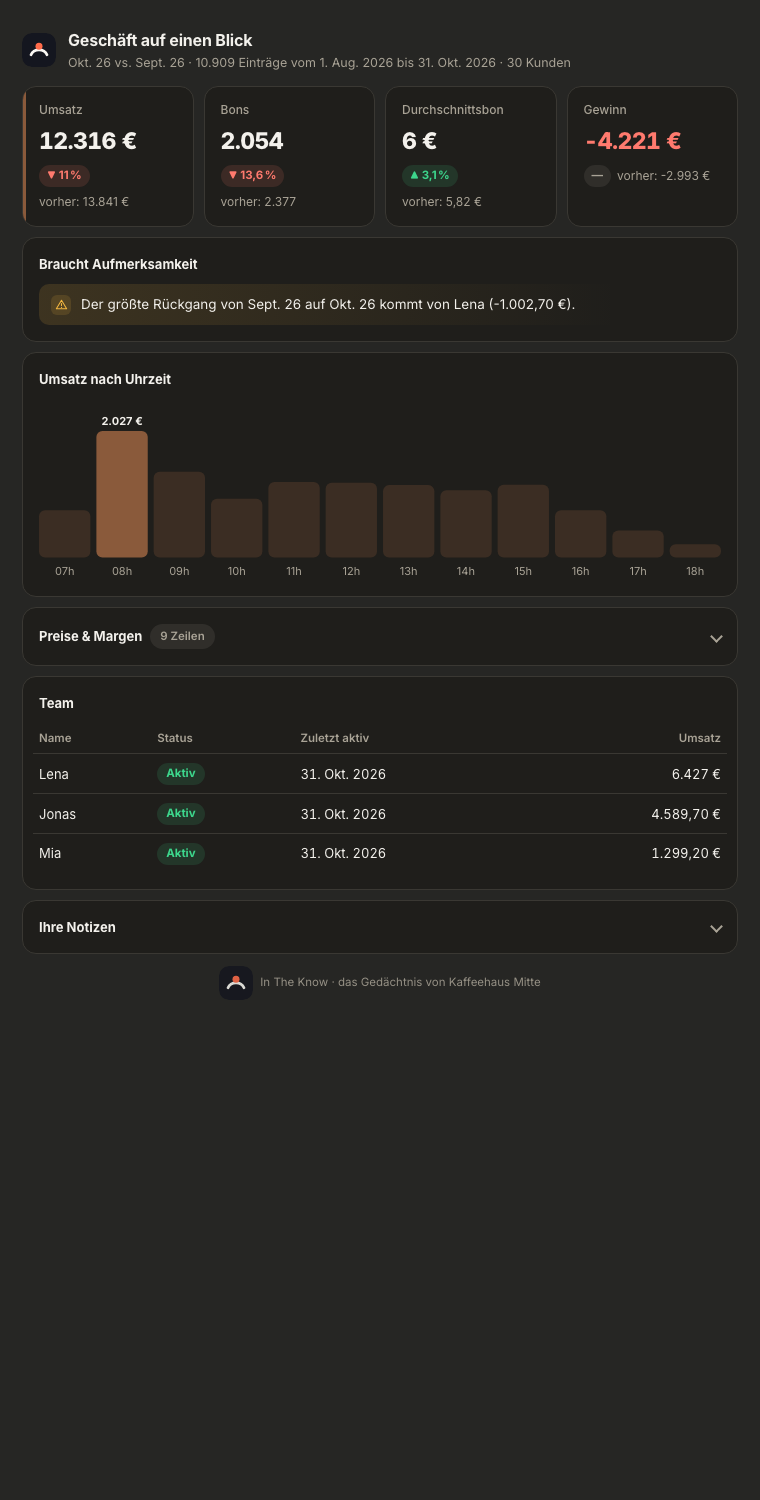 Geschäft auf einen Blick
Okt. 26 vs. Sept. 26 · 10.909 Einträge vom 1. Aug. 2026 bis 31. Okt. 2026 · 30 Kunden
Umsatz
12.316 €
▼ 11 %
vorher: 13.841 €
Bons
2.054
▼ 13,6 %
vorher: 2.377
Durchschnittsbon
6 €
▲ 3,1 %
vorher: 5,82 €
Gewinn
-4.221 €
— vorher: -2.993 €
Braucht Aufmerksamkeit
Der größte Rückgang von Sept. 26 auf Okt. 26 kommt von Lena (-1.002,70 €).
Umsatz nach Uhrzeit
2.027 €
07h 08h 09h 10h 11h 12h 13h 14h 15h 16h 17h 18h
Preise & Margen 9 Zeilen
Team
Name Status Zuletzt aktiv Umsatz
Lena Aktiv 31. Okt. 2026 6.427 €
Jonas Aktiv 31. Okt. 2026 4.589,70 €
Mia Aktiv 31. Okt. 2026 1.299,20 €
Ihre Notizen
In The Know · das Gedächtnis von Kaffeehaus Mitte